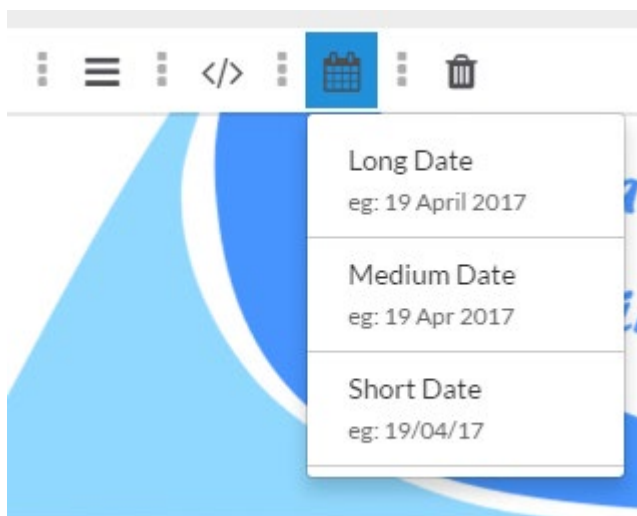 </>
Long Date
eg: 19 April 2017
Medium Date
eg: 19 Apr 2017
Short Date
eg: 19/04/17